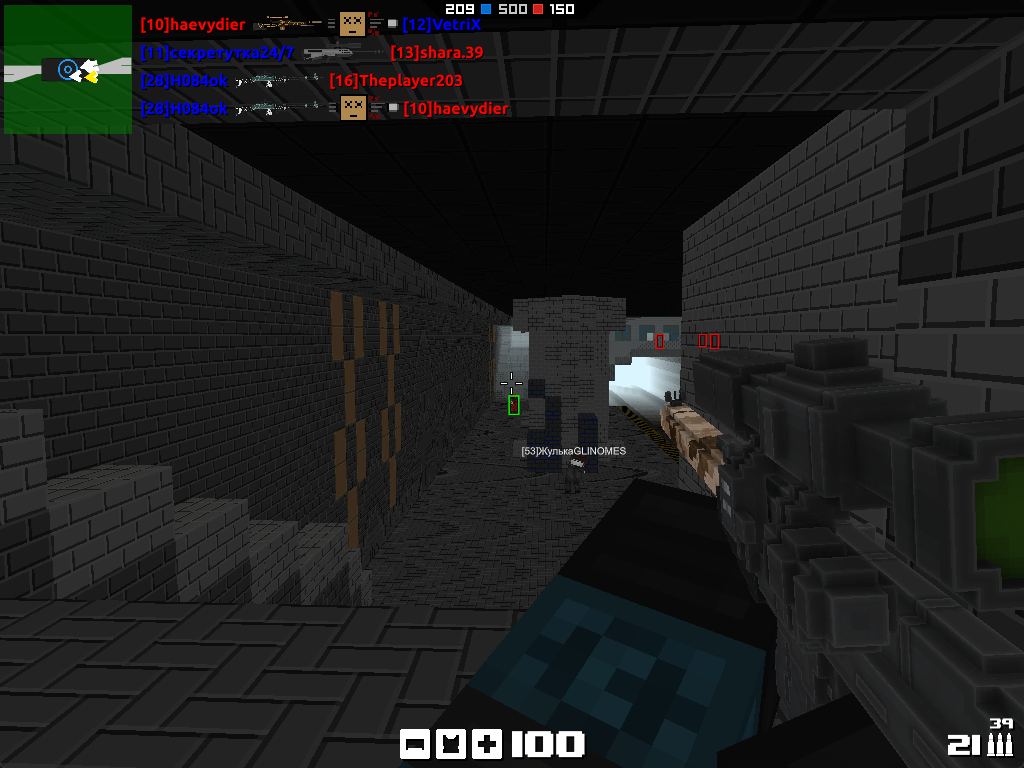 209 500 150
[10]haevydier [12]VetriX
[11]секретутка24/7 [13]shara.39
[28]H084ok [16]Theplayer203
[28]H084ok [10]haevydier
[53]ЖулькаGLINOMES
100
39
21